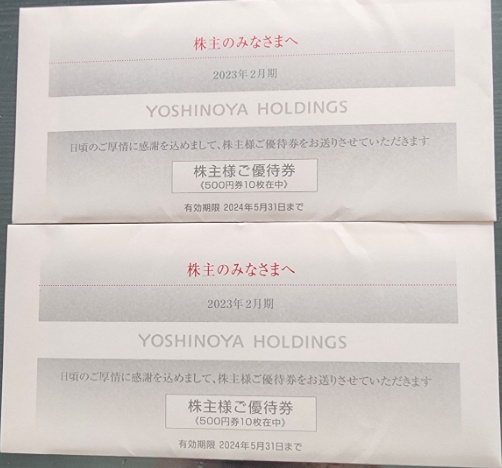 株主のみなさまへ
2023年2月期
YOSHINOYA HOLDINGS
日頃のご厚情に感謝を込めまして、株主様ご優待券をお送りさせていただきます
株主様ご優待券
《500円券10枚在中》
有効期限 2024年5月31日まで
株主のみなさまへ
2023年2月期
YOSHINOYA HOLDINGS
日頃のご厚情に感謝を込めまして、株主様ご優待券をお送りさせていただきます
株主様ご優待券
《500円券10枚在中》
有効期限 2024年5月31日まで